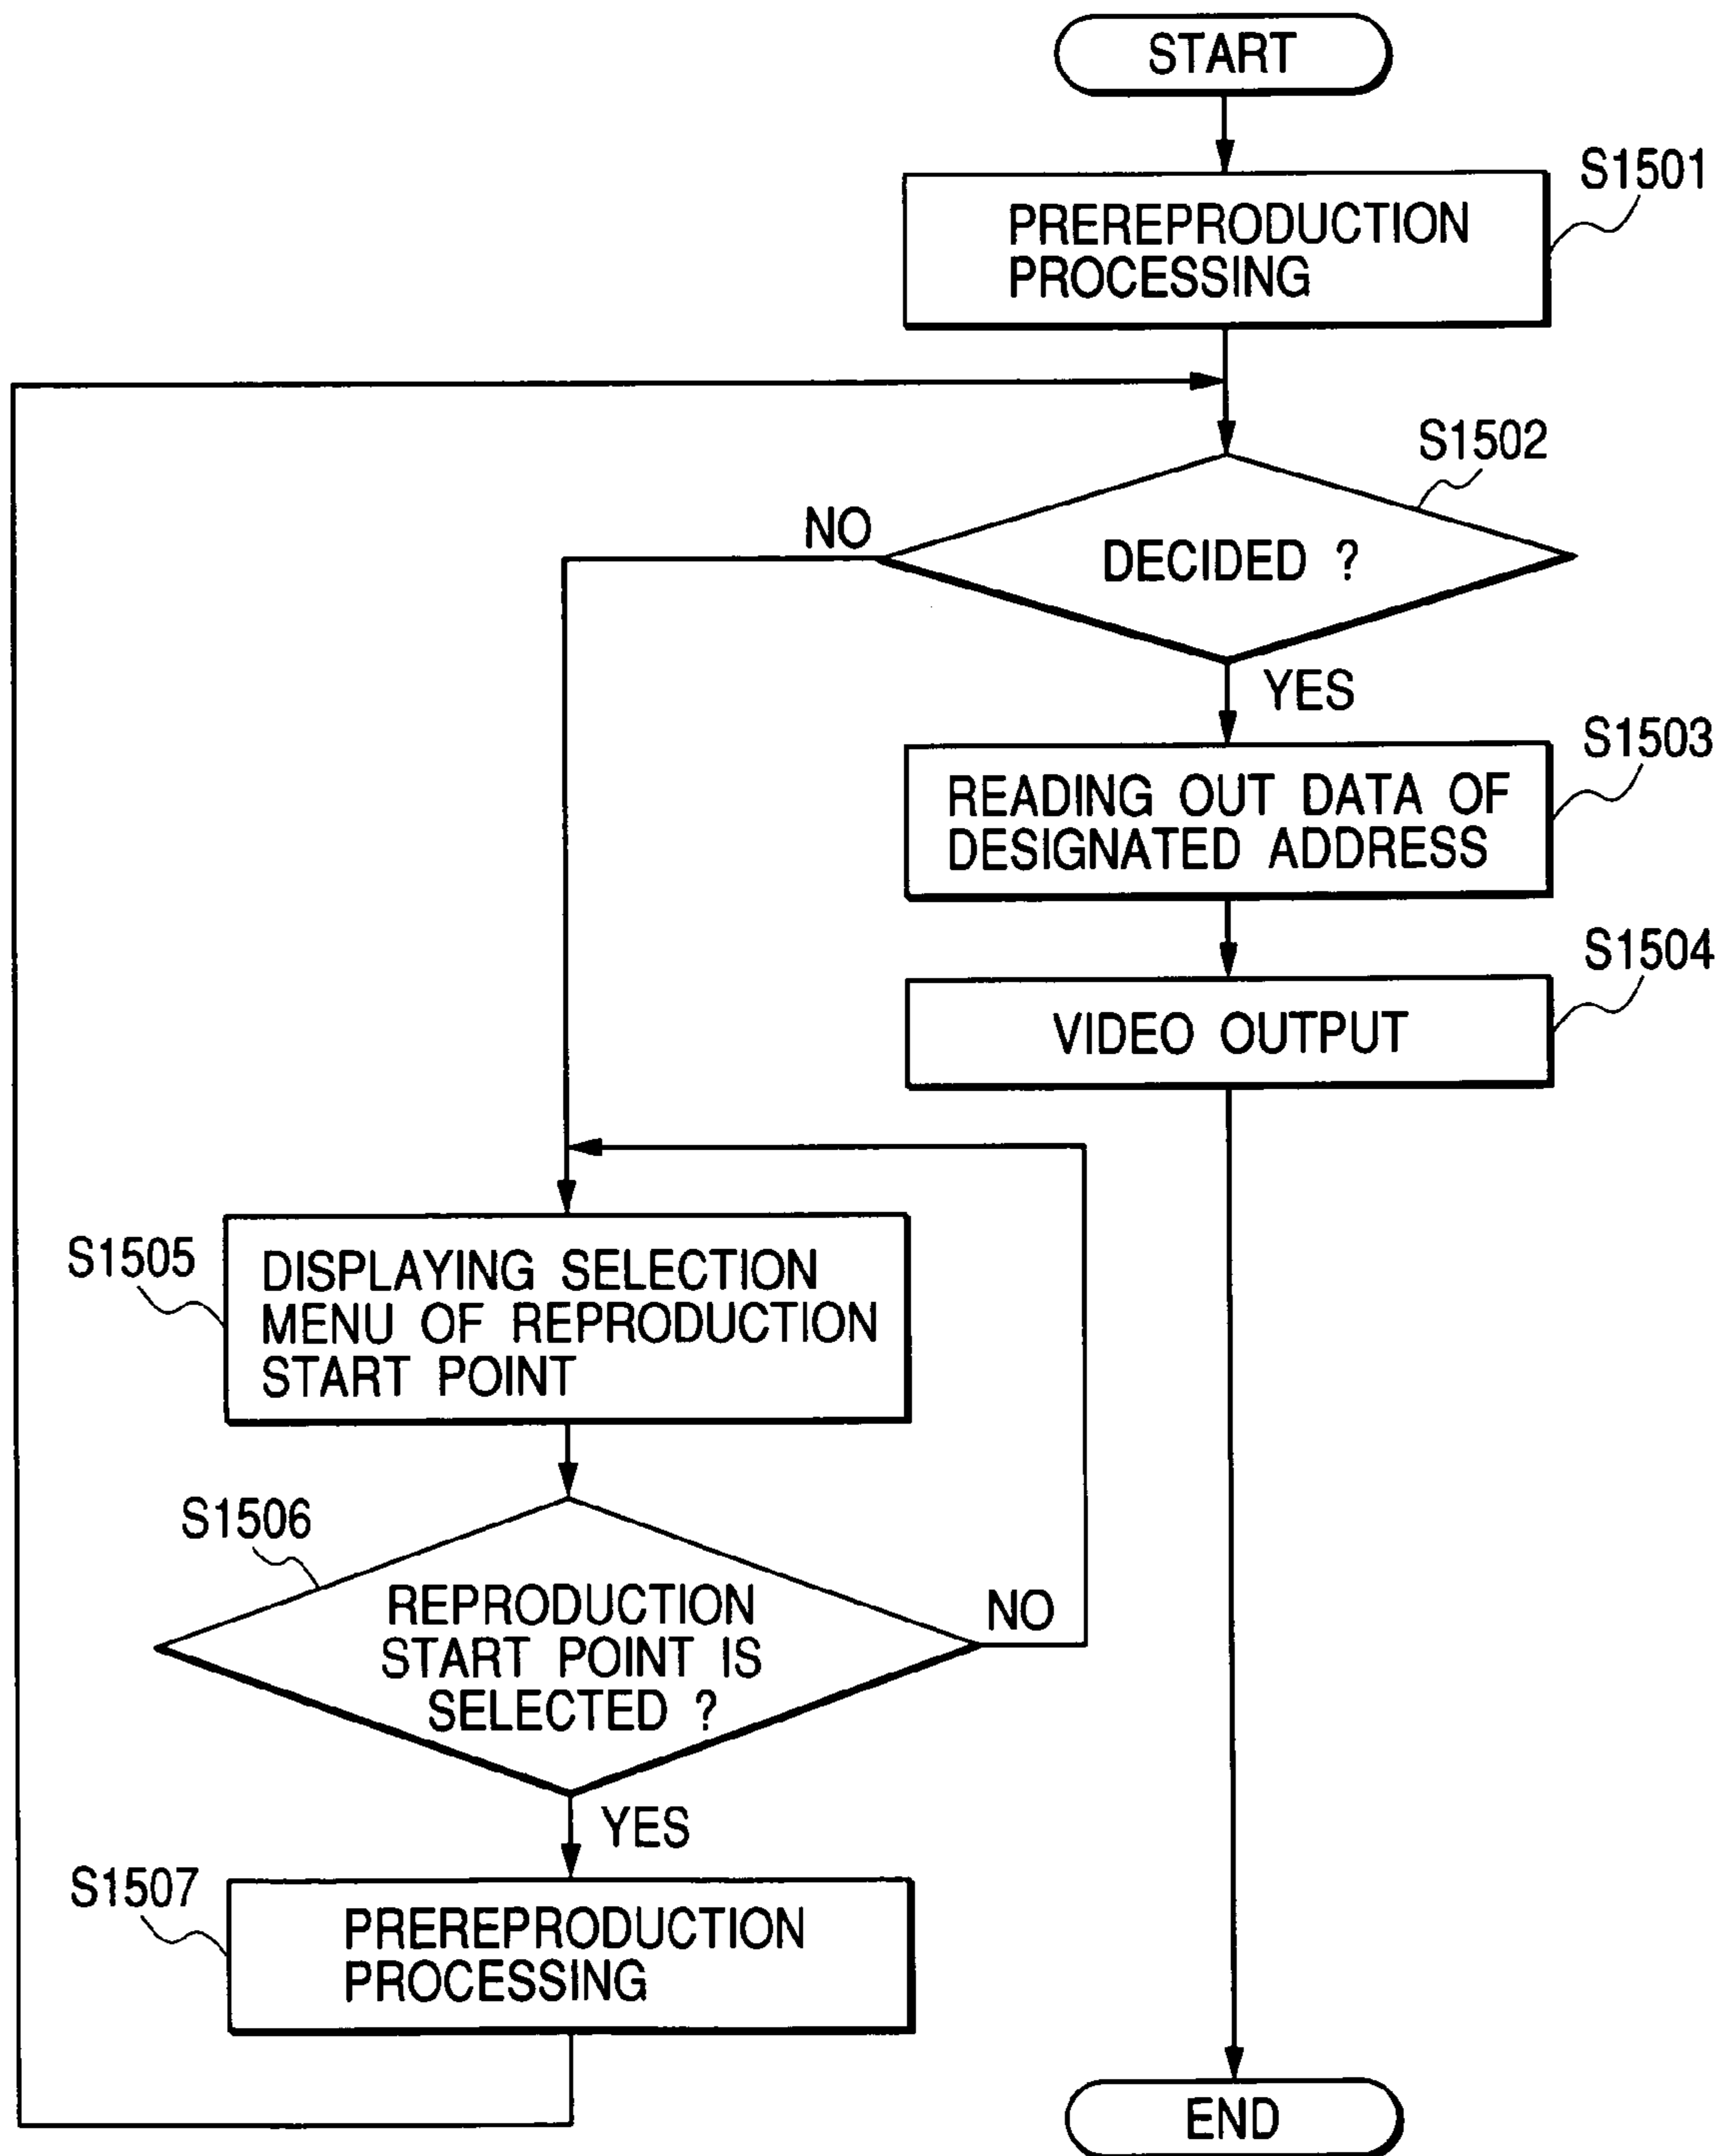 START
S1501
PREREPRODUCTION
PROCESSING
S1502
NO
DECIDED ?
YES
S1503
READING OUT DATA OF
DESIGNATED ADDRESS
S1504
VIDEO OUTPUT
S1505
DISPLAYING SELECTION
MENU OF REPRODUCTION
START POINT
S1506
REPRODUCTION
START POINT IS
SELECTED ?
NO
YES
S1507
PREREPRODUCTION
PROCESSING
END